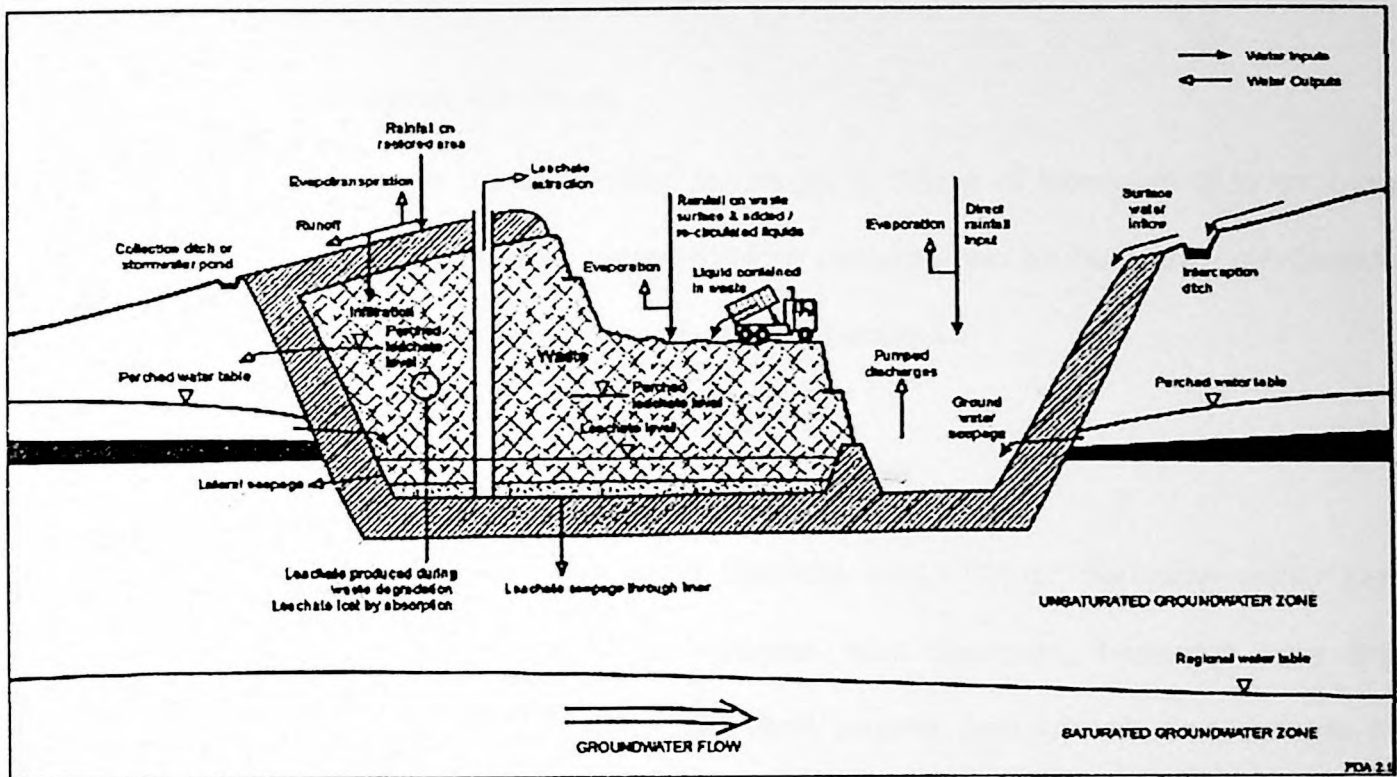 Water Inputs
Water Outputs
Rainfall on
restored area
Evapotranspiration
Runoff
Collection ditch or
stormwater pond
Leachate
extraction
Rainfall on waste
surface & added /
re-circulated liquids
Evaporation
Liquid contained
in waste
Evaporation
Direct
rainfall
input
Surface
water
inflow
Interception
ditch
Infiltration
Perched
leachate
level
Waste
Perched
leachate level
Leachate level
Pumped
discharges
Ground
water
seepage
Perched water table
Perched water table
Lateral seepage
Leachate produced during
waste degradation
Leachate lost by absorption
Leachate seepage through liner
UNSATURATED GROUNDWATER ZONE
Regional water table
GROUNDWATER FLOW
SATURATED GROUNDWATER ZONE